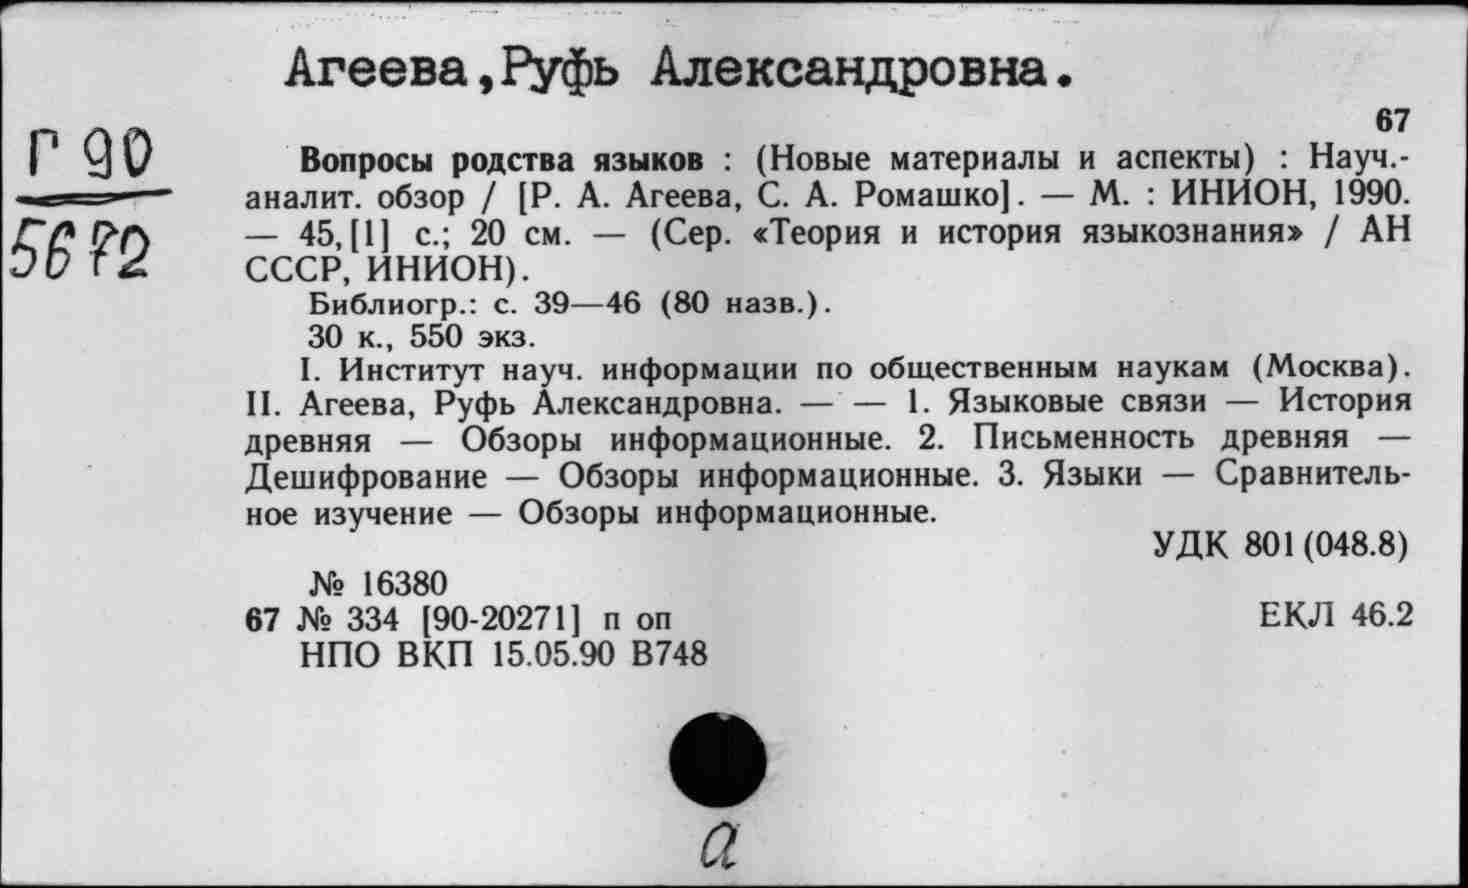 Агеева,Руфь Александровна.
67
Г 90
5672
Вопросы родства языков : (Новые материалы и аспекты) : Науч.-
аналит. обзор / [Р. А. Агеева, С. А. Ромашко]. — М. : ИНИОН, 1990.
— 45,[1] с.; 20 см. — (Сер. «Теория и история языкознания» / АН
СССР, ИНИОН).
Библиогр.: с. 39—46 (80 назв.).
30 к., 550 экз.
I. Институт науч. информации по общественным наукам (Москва).
II. Агеева, Руфь Александровна. — — 1. Языковые связи — История
древняя — Обзоры информационные. 2. Письменность древняя —
Дешифрование — Обзоры информационные. 3. Языки — Сравнитель-
ное изучение — Обзоры информационные.
УДК 801(048.8)
№ 16380
67 № 334 [90-20271] п оп
ЕКЛ 46.2
НПО ВКП 15.05.90 В748
а